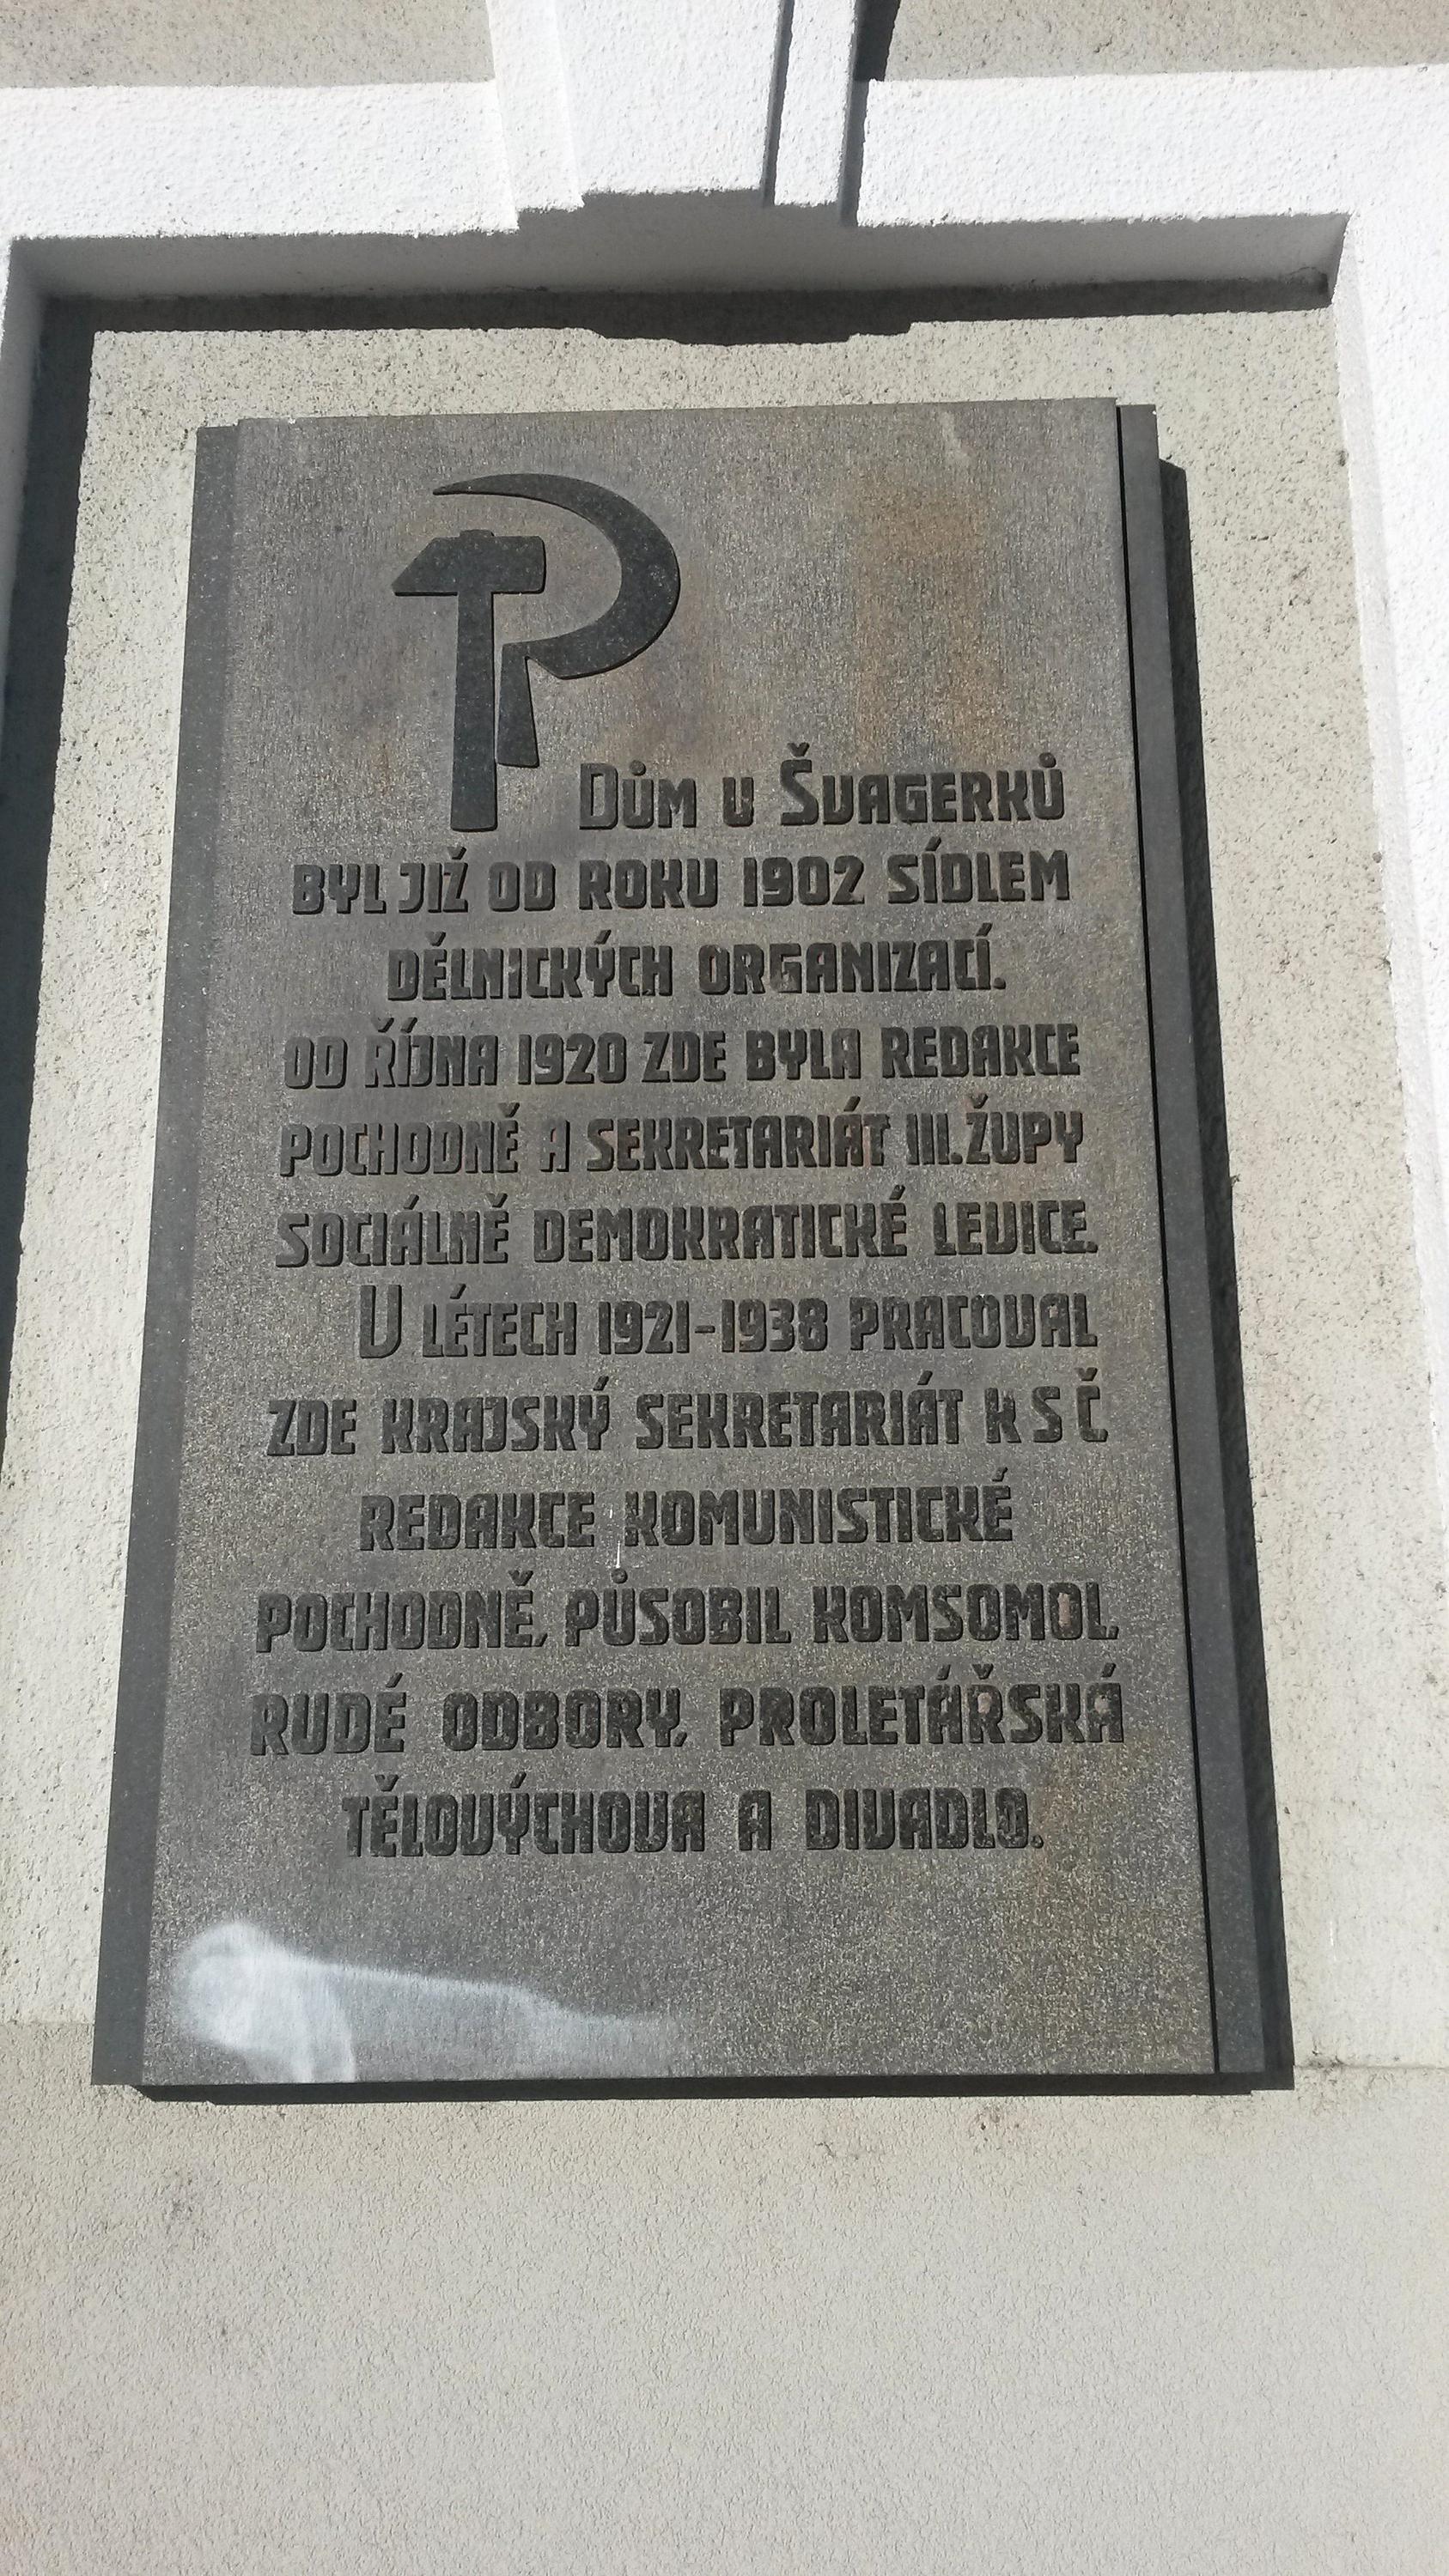 Dům u Švagerků
byl již od roku 1902 sídlem
dělnických organizací.
od října 1920 zde byla redakce
Pochodně a sekretariát III. župy
sociálně demokratické levice.
V létech 1921-1938 pracoval
zde krajský sekretariát KSČ
redakce komunistické
Pochodně, působil Komsomol,
Rudé odbory, proletářská
tělovýchova a divadlo.